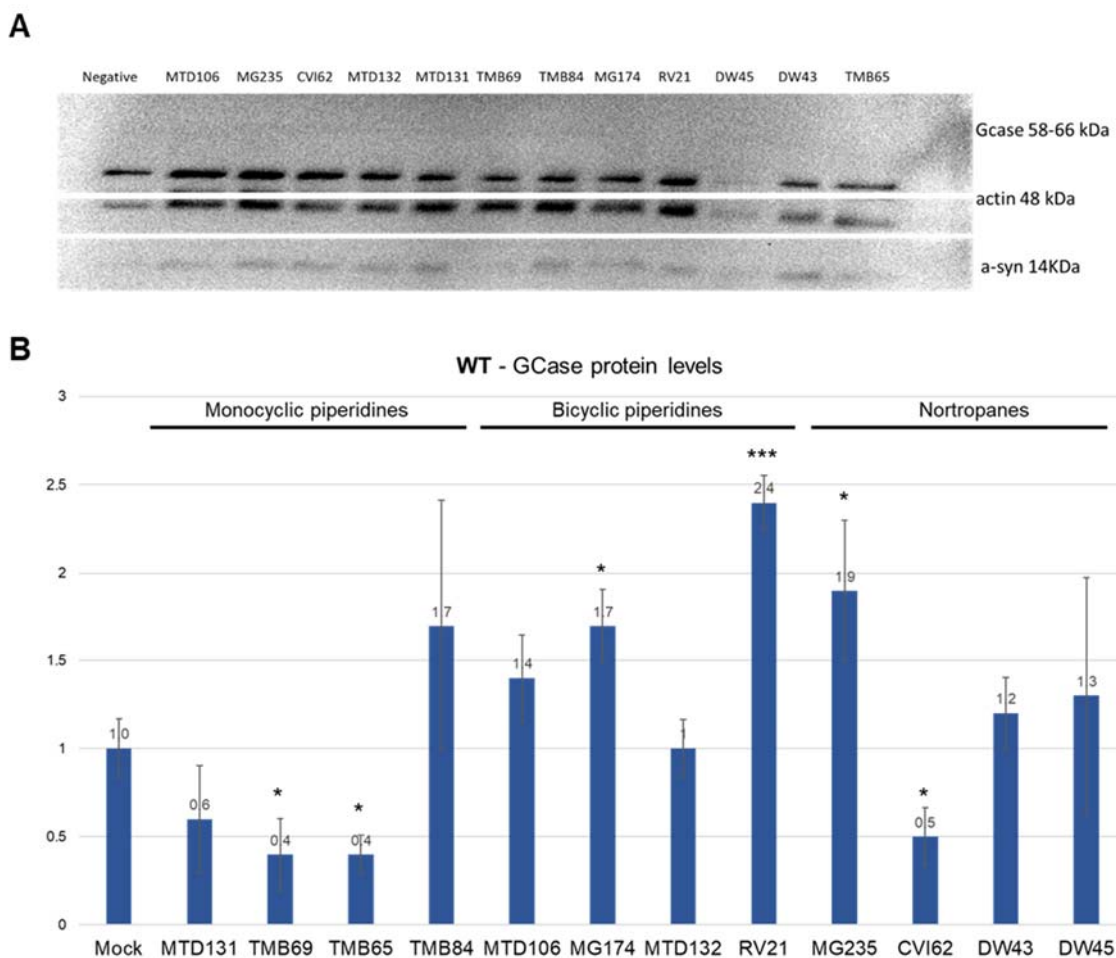 A
Negative MTD106 MG235 CVI62 MTD132 MTD131 TMB69 TMB84 MG174 RV21 DW45 DW43 TMB65
Gcase 58-66 kDa
actin 48 kDa
a-syn 14KDa
B
WT - GCase protein levels
Monocyclic piperidines Bicyclic piperidines Nortropanes
3
2.5
2
1.5
1
0.5
0
1.0 0.6 * 0.4 * 0.4 1.7 1.4 * 1.7 1 *** 2.4 * 1.9 * 0.5 1.2 1.3
Mock MTD131 TMB69 TMB65 TMB84 MTD106 MG174 MTD132 RV21 MG235 CVI62 DW43 DW45